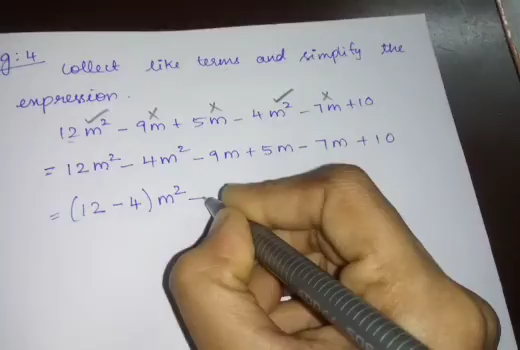 g: 4 collect like terms and simplify the
expression.
12m² - 9m + 5m - 4m² - 7m + 10
= 12m² - 4m² - 9m + 5m - 7m + 10
= (12 - 4)m² -